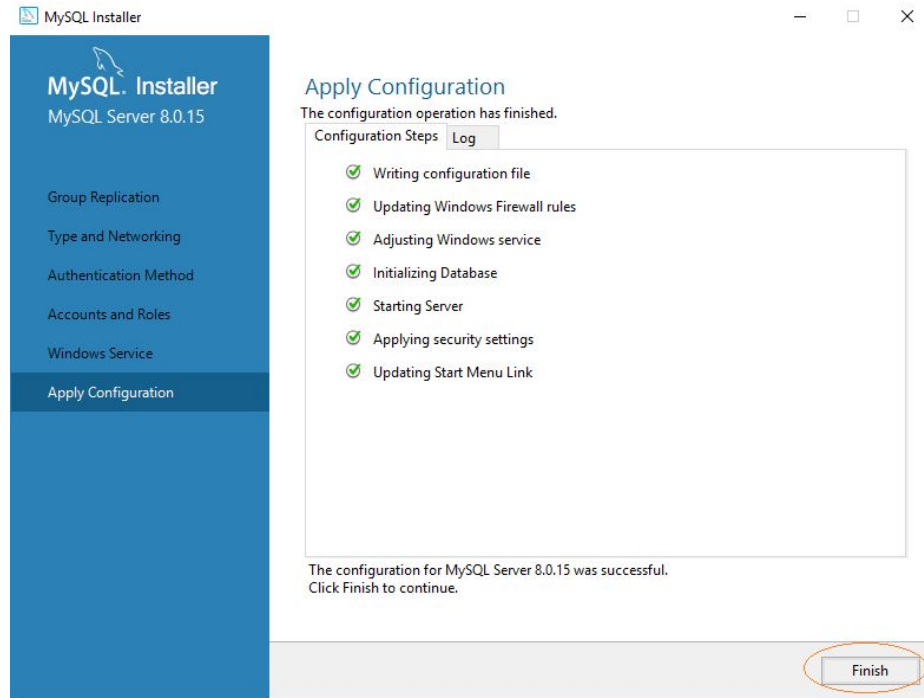 MySQL Installer
MySQL. Installer
MySQL Server 8.0.15
Group Replication
Type and Networking
Authentication Method
Accounts and Roles
Windows Service
Apply Configuration
Apply Configuration
The configuration operation has finished.
Configuration Steps Log
Writing configuration file
Updating Windows Firewall rules
Adjusting Windows service
Initializing Database
Starting Server
Applying security settings
Updating Start Menu Link
The configuration for MySQL Server 8.0.15 was successful.
Click Finish to continue.
Finish